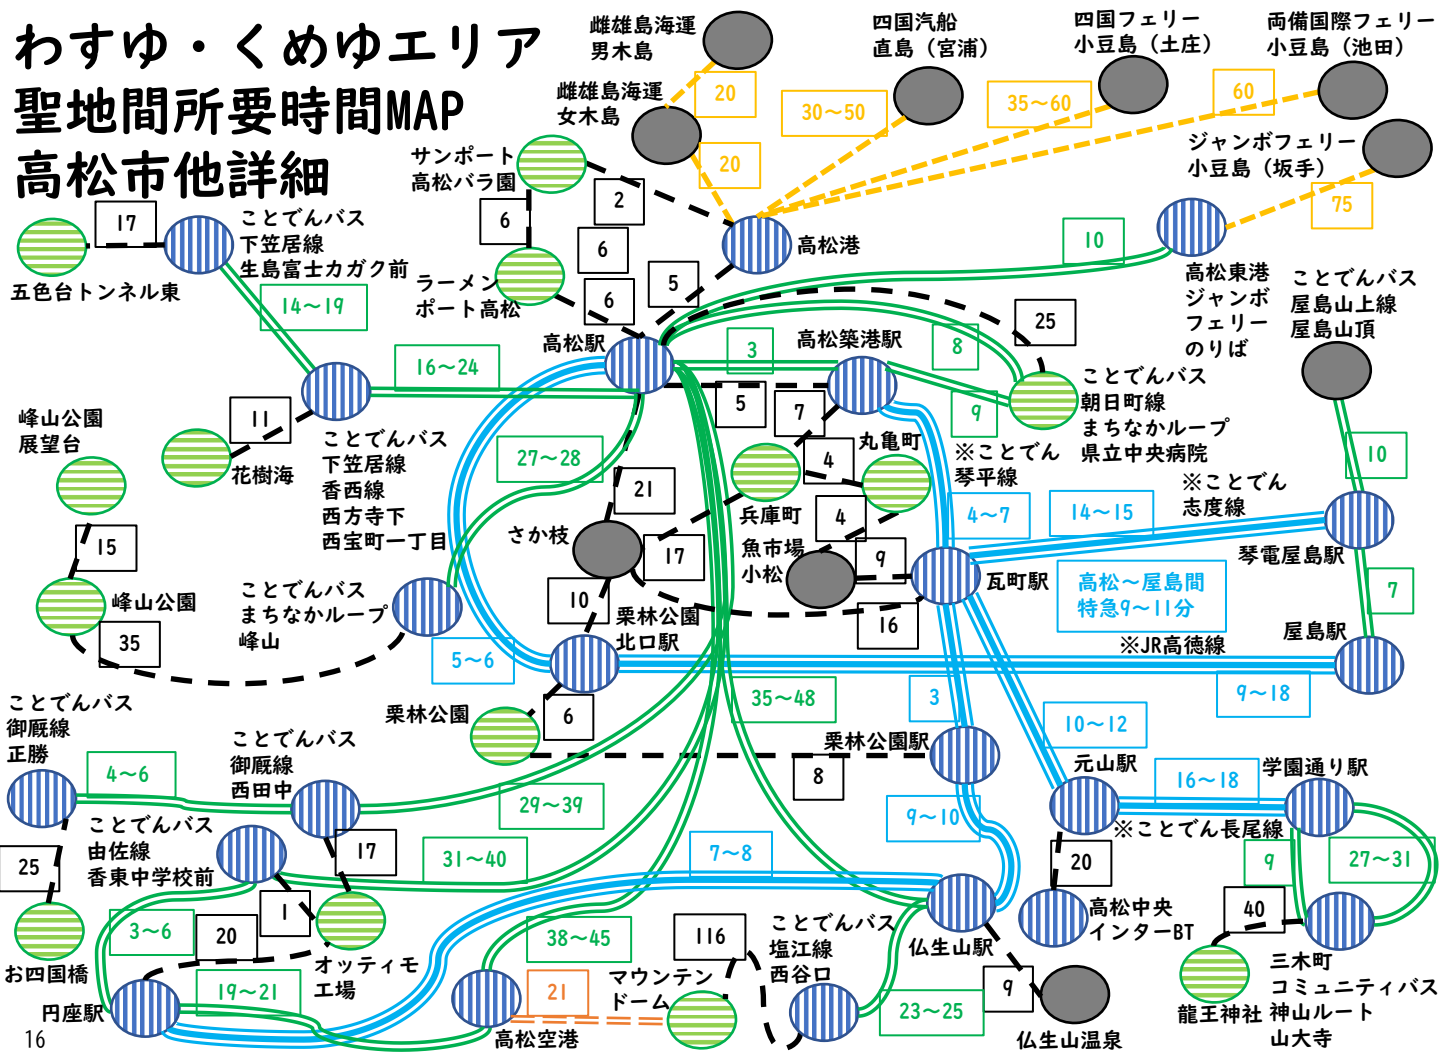 わすゆ・くめゆエリア
聖地間所要時間MAP
高松市他詳細
雌雄島海運
男木島
四国汽船
直島（宮浦）
四国フェリー
小豆島（土庄）
両備国際フェリー
小豆島（池田）
雌雄島海運
女木島
20
30～50
35～60
60
ジャンボフェリー
小豆島（坂手）
サンポート
高松バラ園
20
75
17
ことでんバス
下笠居線
生島富士カガク前
6
2
6
5
6
高松港
10
高松東港
ジャンボ
フェリー
のりば
ことでんバス
屋島山上線
屋島山頂
五色台トンネル東
14～19
ラーメン
ポート高松
25
高松駅
3
高松築港駅
8
16～24
5
7
9
ことでんバス
朝日町線
まちなかループ
県立中央病院
峰山公園
展望台
11
花樹海
ことでんバス
下笠居線
香西線
西方寺下
西宝町一丁目
27～28
4
丸亀町
※ことでん
琴平線
10
21
兵庫町
4
4～7
14～15
※ことでん
志度線
さか枝
17
魚市場
小松
9
瓦町駅
琴電屋島駅
15
峰山公園
35
ことでんバス
まちなかループ
峰山
10
栗林公園
北口駅
16
高松～屋島間
特急9～11分
7
※JR高徳線
屋島駅
5～6
9～18
栗林公園
6
35～48
3
栗林公園駅
8
10～12
元山駅
16～18
学園通り駅
ことでんバス
御厩線
正勝
4～6
ことでんバス
御厩線
西田中
29～39
9～10
※ことでん長尾線
ことでんバス
由佐線
香東中学校前
25
17
31～40
7～8
20
9
27～31
1
3～6
20
お四国橋
オッティモ
工場
38～45
116
ことでんバス
塩江線
西谷口
仏生山駅
高松中央
インターBT
40
19～21
円座駅
21
高松空港
マウンテン
ドーム
23～25
9
仏生山温泉
龍王神社
三木町
コミュニティバス
神山ルート
山大寺
16